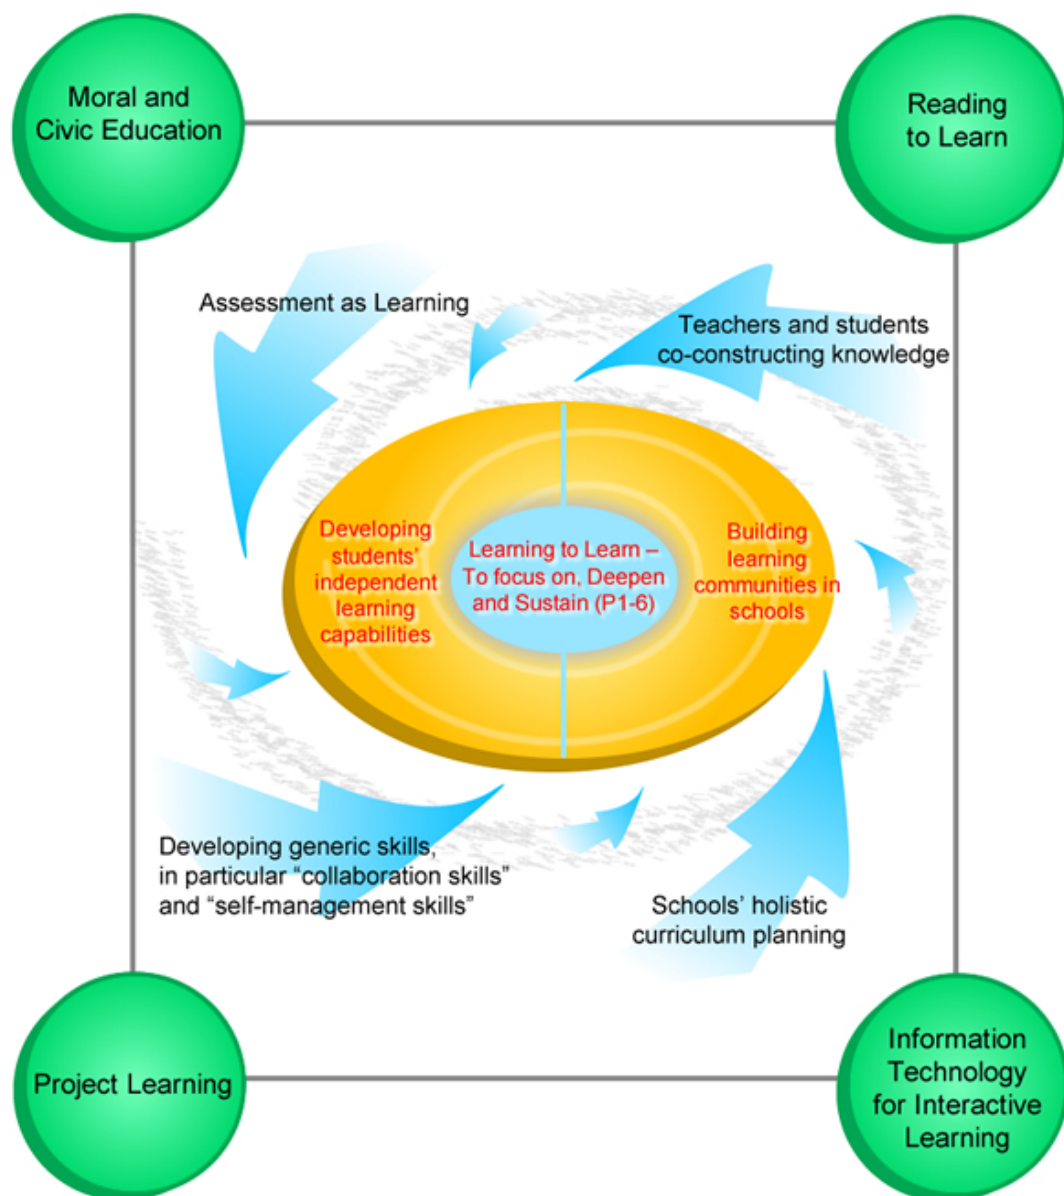 Moral and
Civic Education
Reading
to Learn
Assessment as Learning
Teachers and students
co-constructing knowledge
Developing
students’
independent
learning
capabilities
Learning to Learn –
To focus on, Deepen
and Sustain (P1-6)
Building
learning
communities in
schools
Developing generic skills,
in particular “collaboration skills”
and “self-management skills”
Schools’ holistic
curriculum planning
Project Learning
Information
Technology
for Interactive
Learning